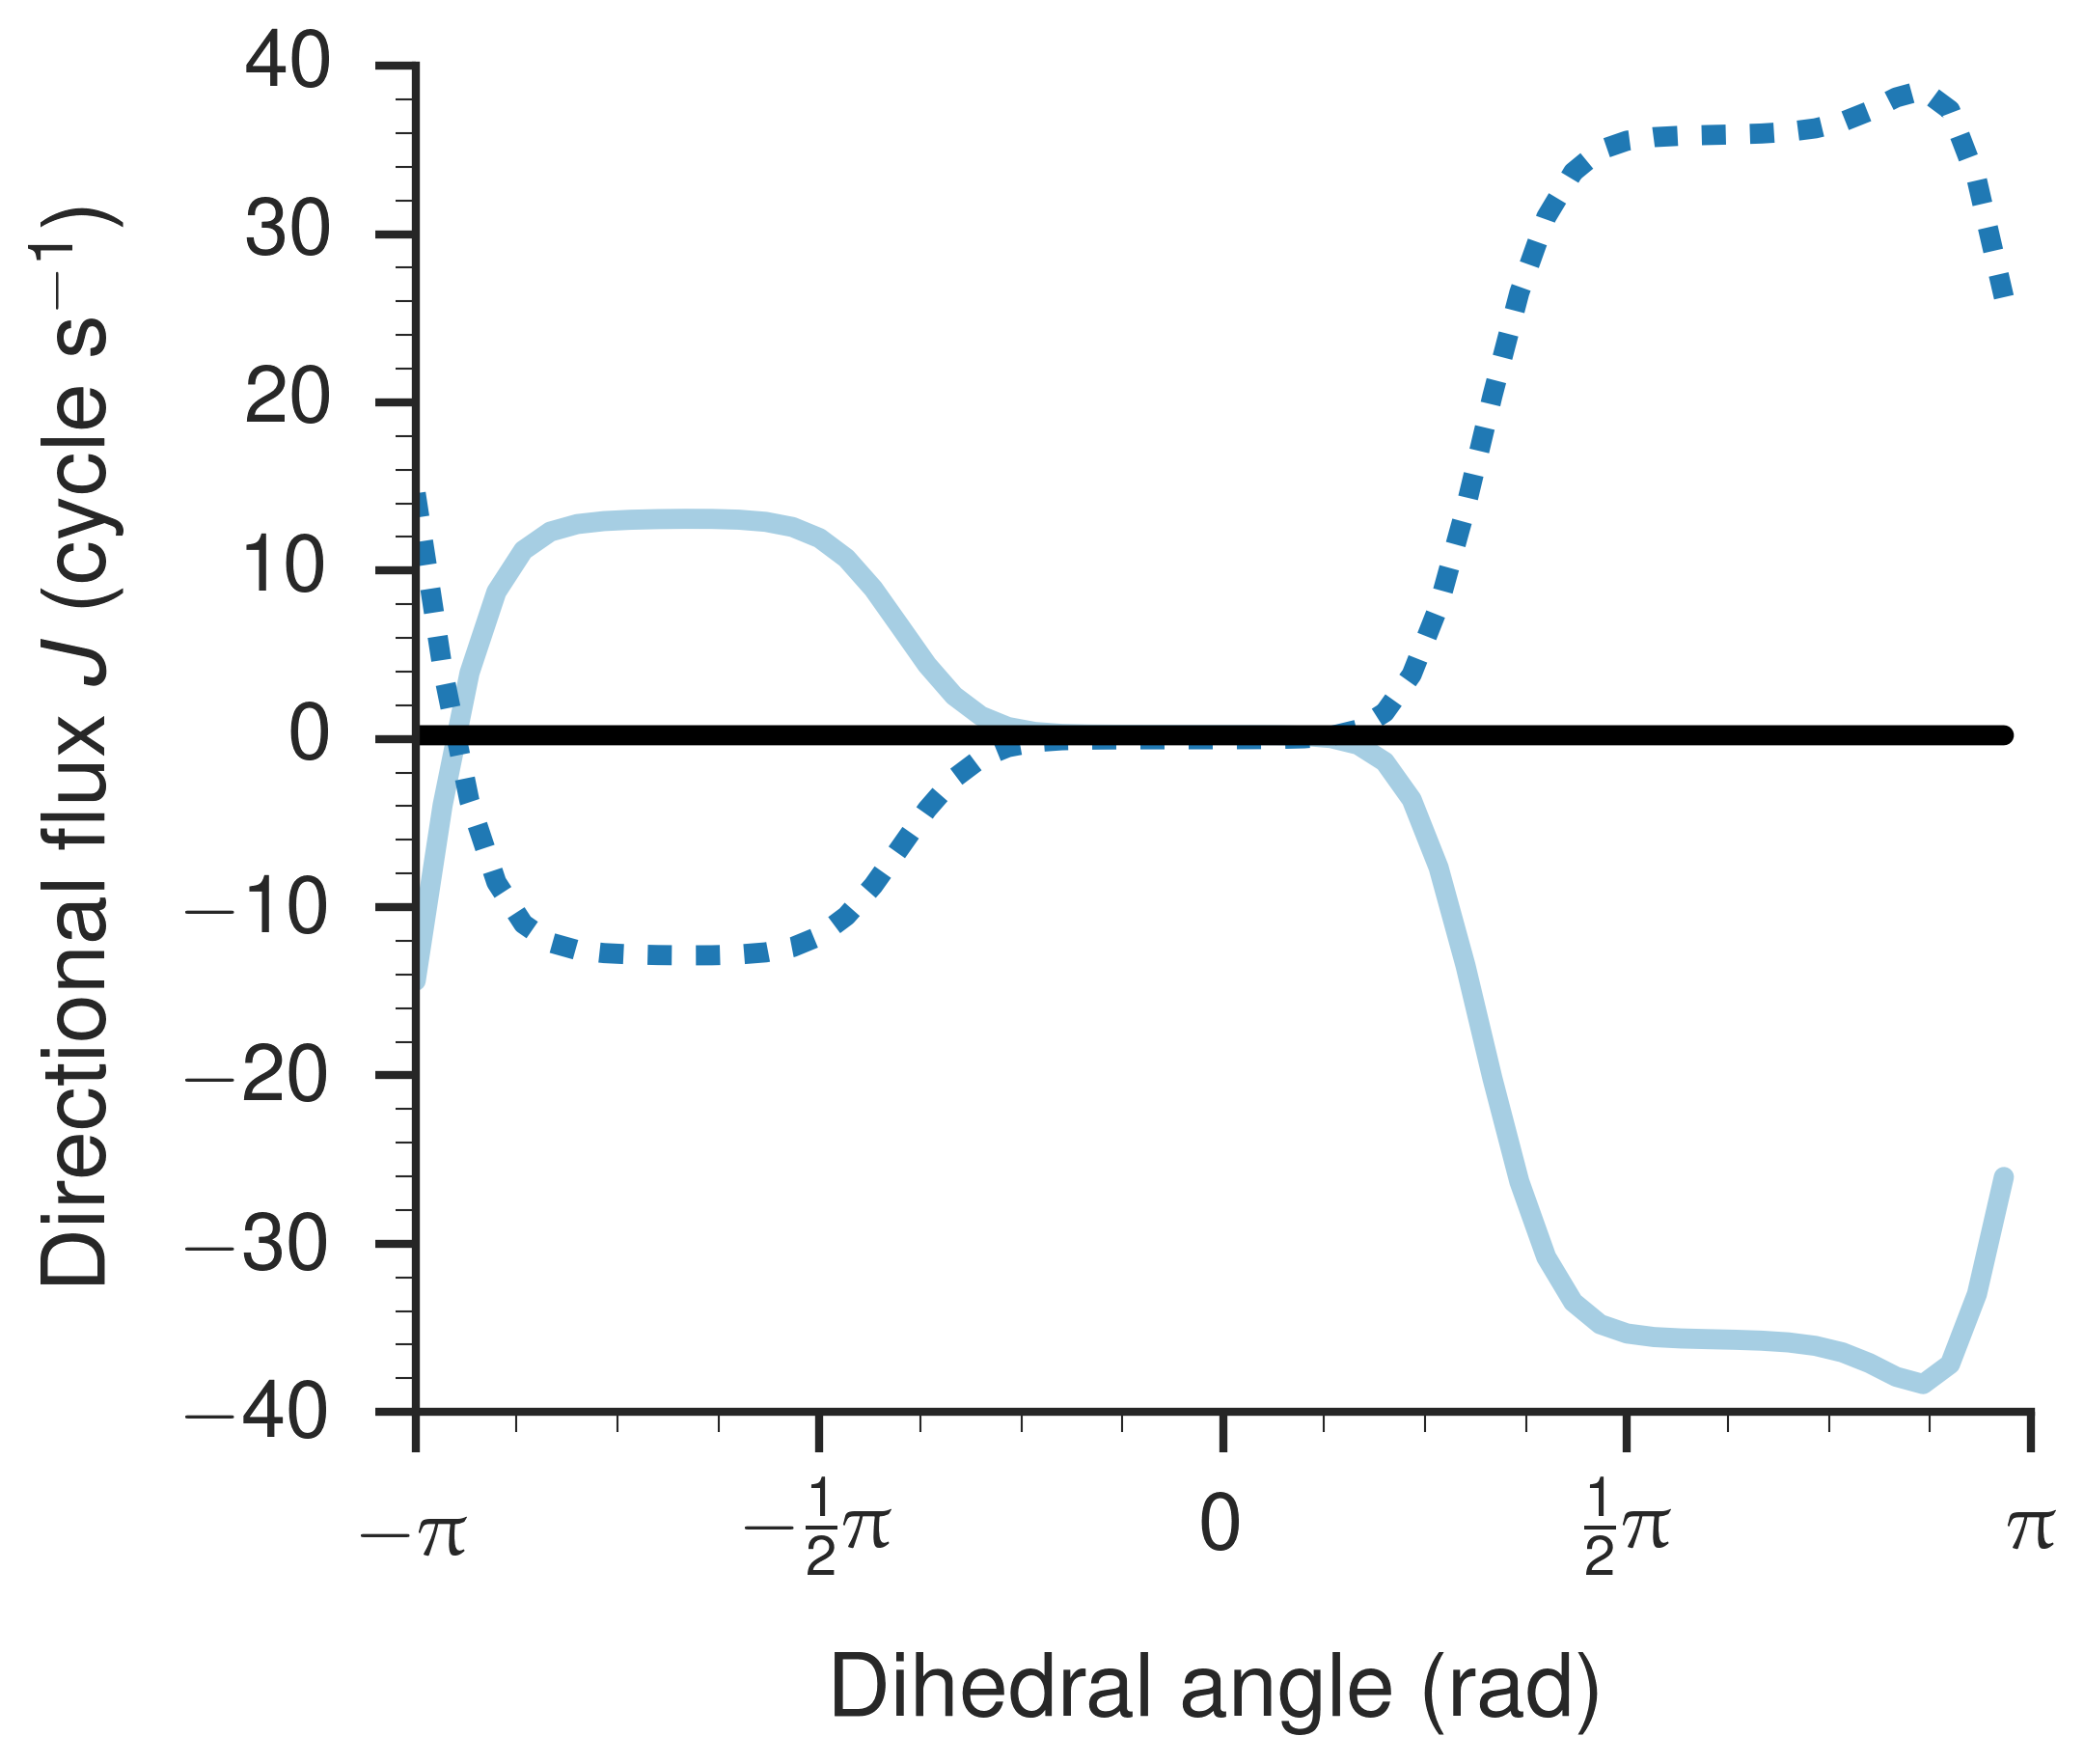 Directional flux J (cycle s⁻¹)
40
30
20
10
0
−10
−20
−30
−40
−π
−½π
0
½π
π
Dihedral angle (rad)